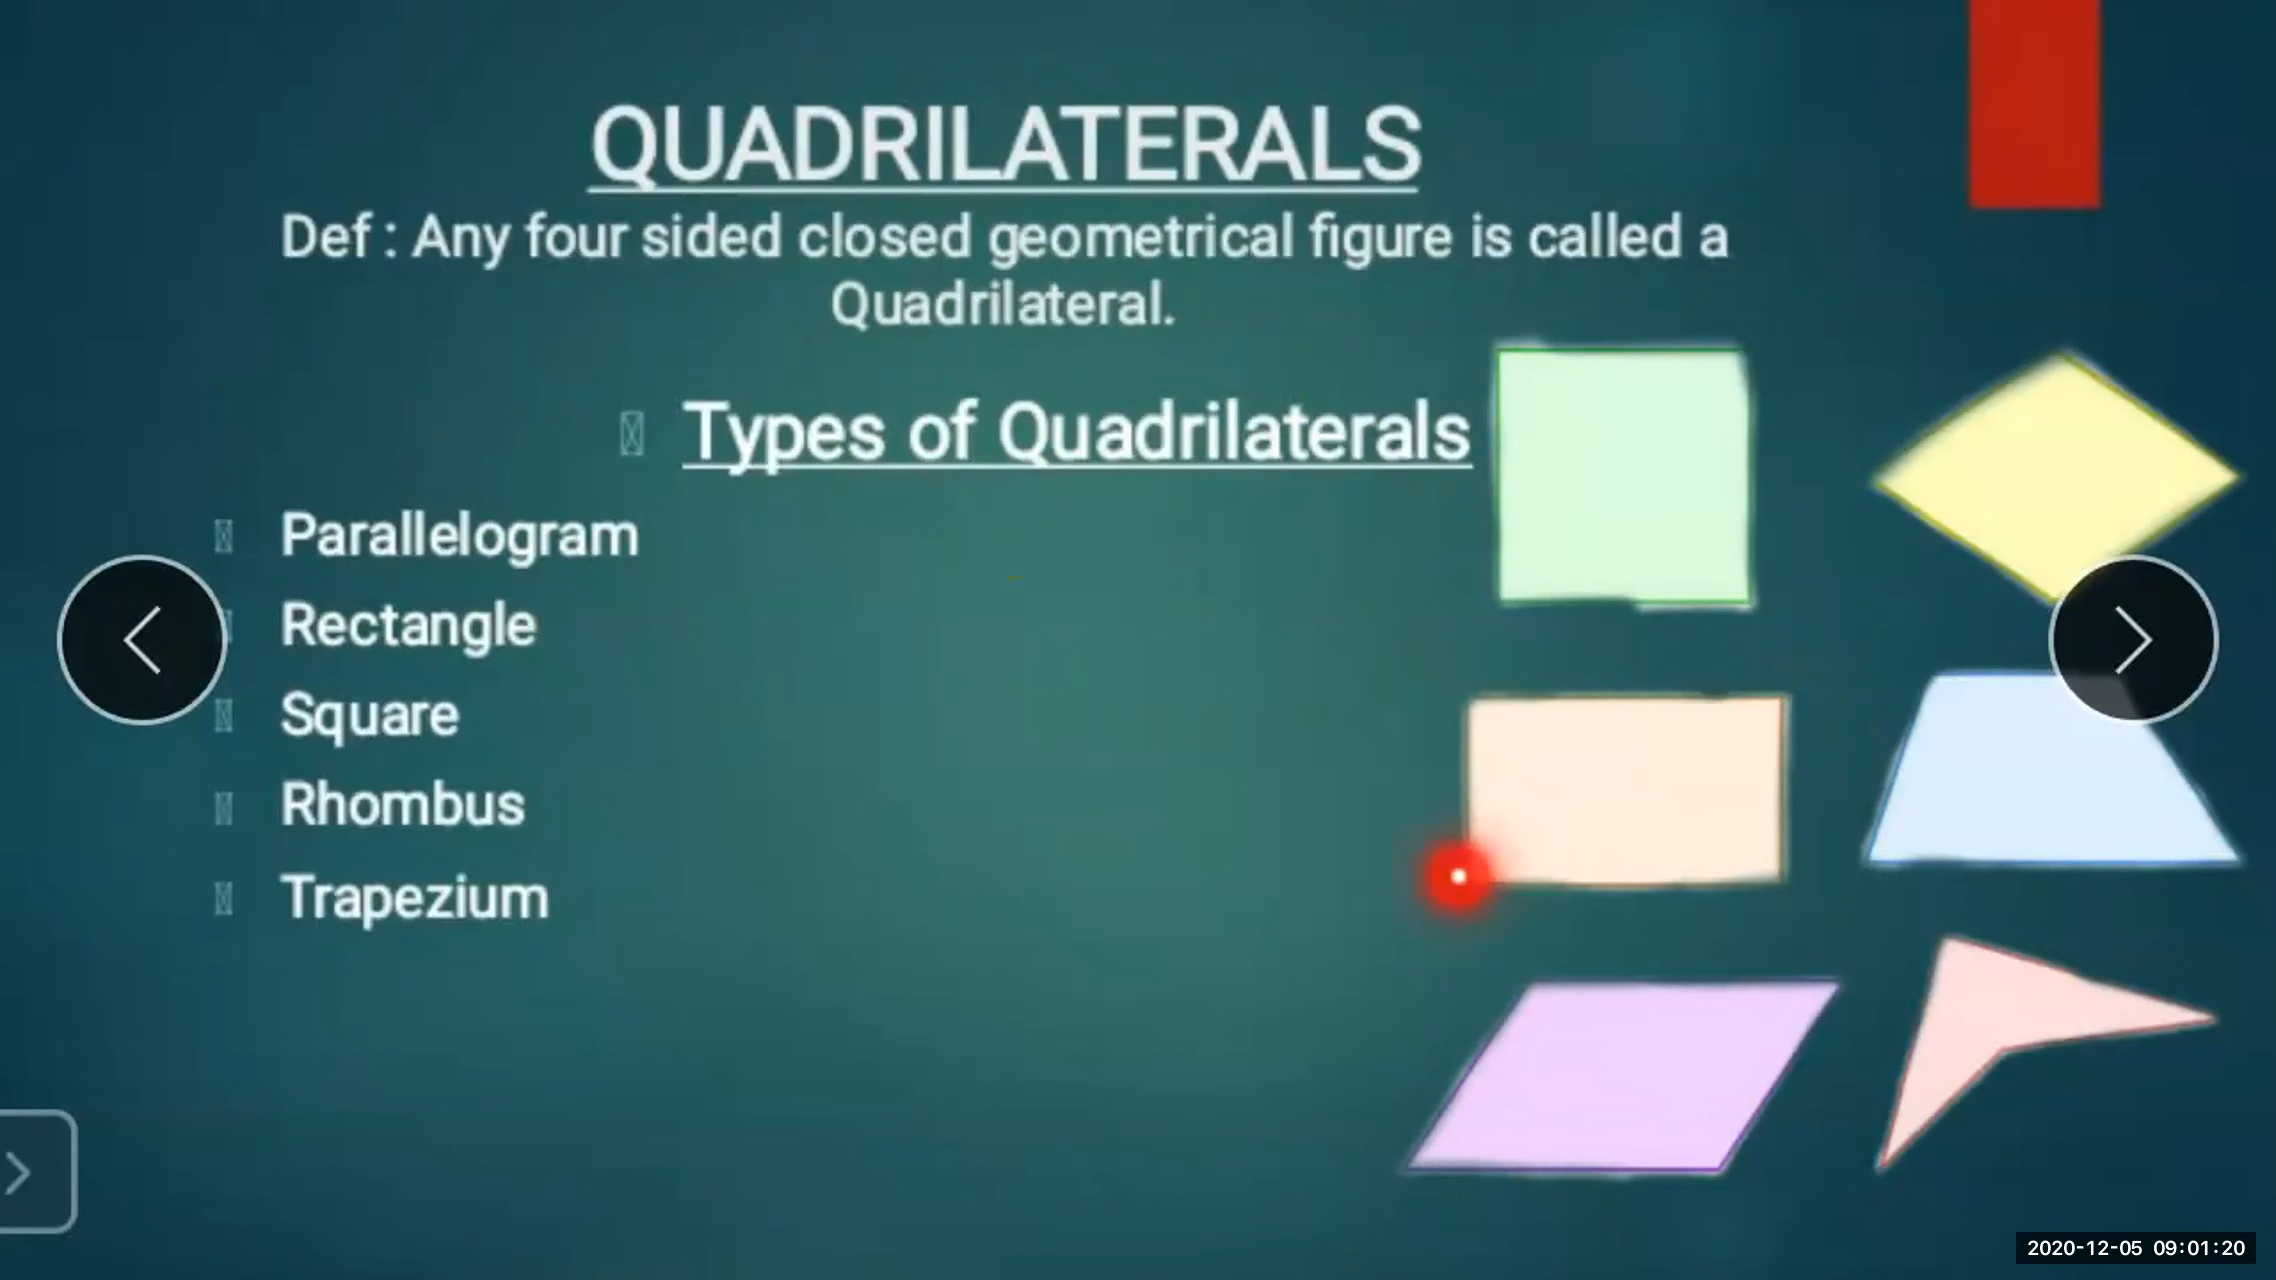 QUADRILATERALS
Def : Any four sided closed geometrical figure is called a
Quadrilateral.
Types of Quadrilaterals
Parallelogram
Rectangle
Square
Rhombus
Trapezium
2020-12-05 09:01:20